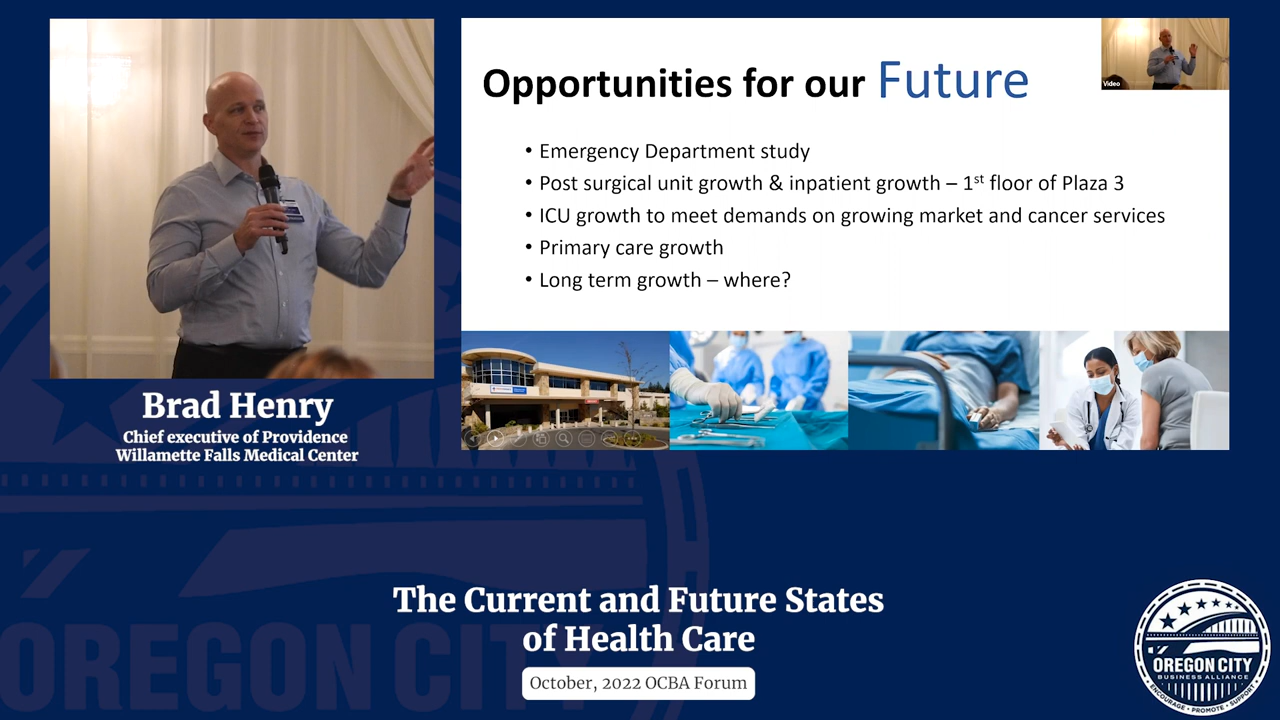 Opportunities for our Future
Video
• Emergency Department study
• Post surgical unit growth & inpatient growth – 1st floor of Plaza 3
• ICU growth to meet demands on growing market and cancer services
• Primary care growth
• Long term growth – where?
Brad Henry
Chief executive of Providence
Willamette Falls Medical Center
The Current and Future States
of Health Care
October, 2022 OCBA Forum
OREGON CITY
OREGON CITY
BUSINESS ALLIANCE
ENCOURAGE • PROMOTE • SUPPORT